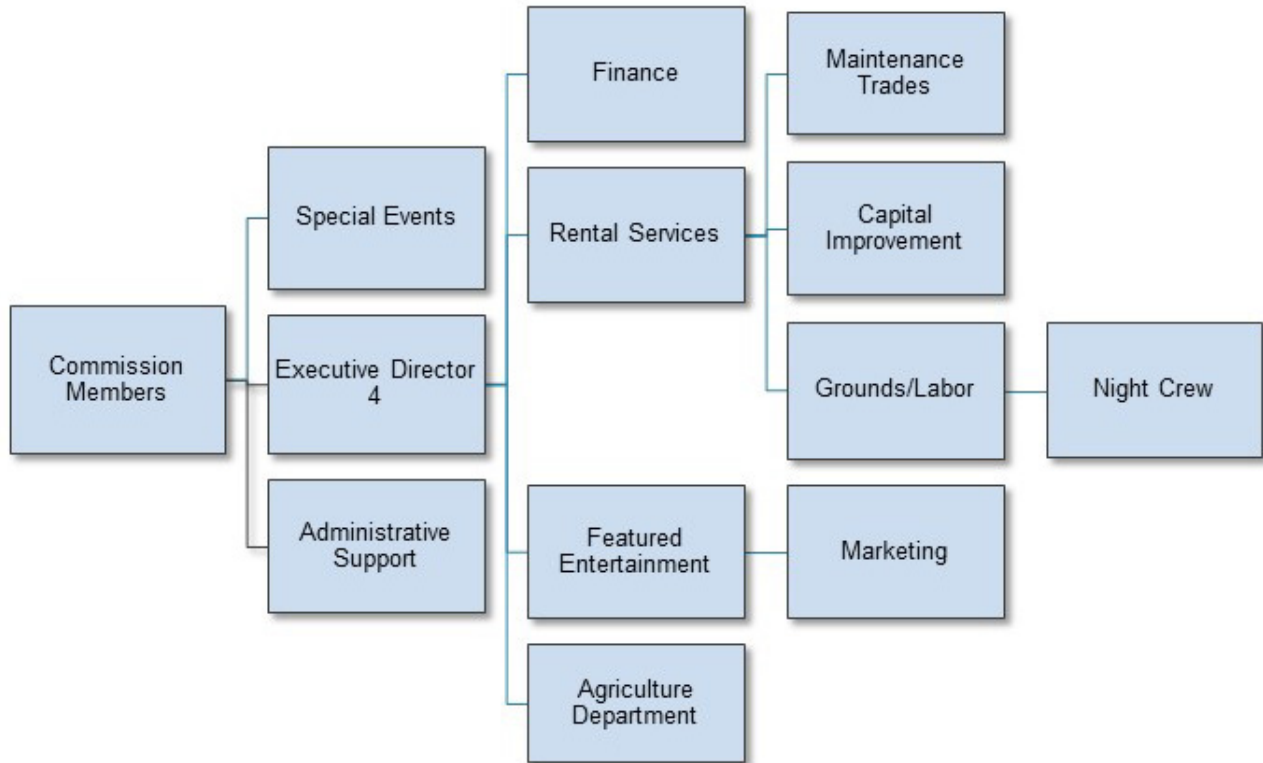 Commission
Members
Special Events
Executive Director
4
Administrative
Support
Finance
Rental Services
Featured
Entertainment
Agriculture
Department
Maintenance
Trades
Capital
Improvement
Grounds/Labor
Marketing
Night Crew